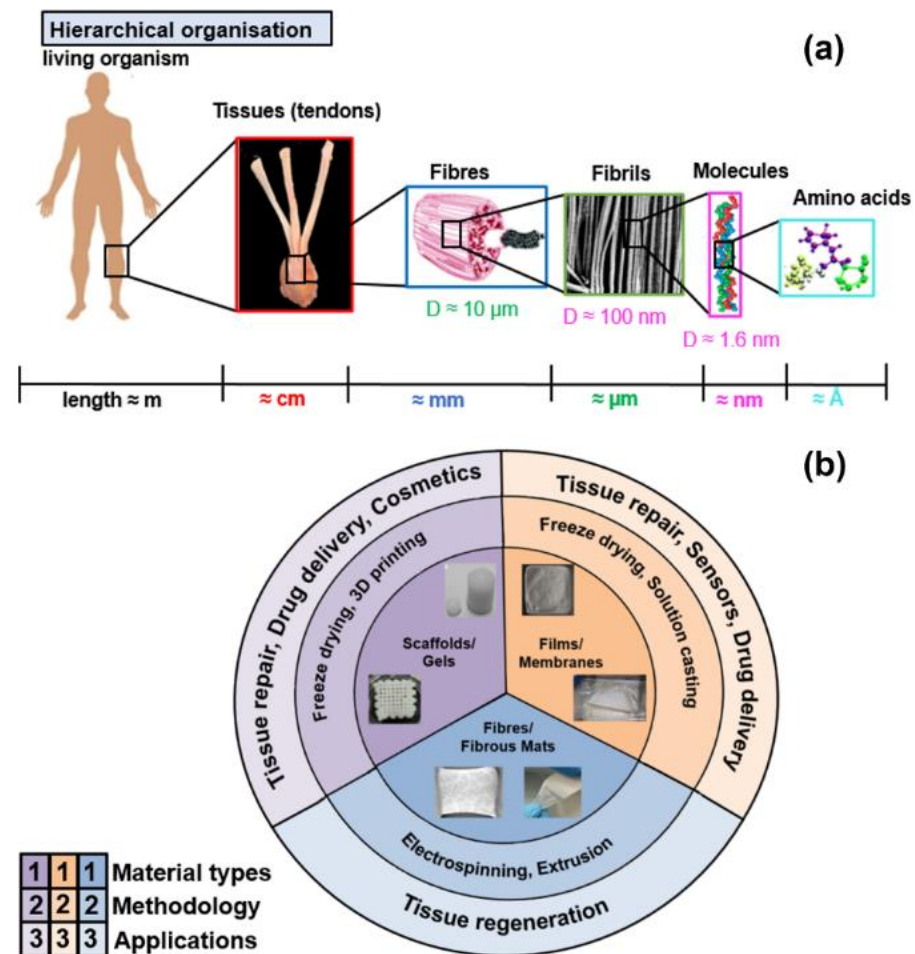 Hierarchical organisation
(a)
living organism
Tissues (tendons)
Fibres
Fibrils
Molecules
Amino acids
D ≈ 10 µm
D ≈ 100 nm
D ≈ 1.6 nm
length ≈ m
≈ cm
≈ mm
≈ µm
≈ nm
≈ Å
(b)
Tissue repair, Drug delivery, Cosmetics
Tissue repair, Sensors, Drug delivery
Freeze drying, 3D printing
Freeze drying, Solution casting
Scaffolds/
Gels
Films/
Membranes
Fibres/
Fibrous Mats
Electrospinning, Extrusion
Tissue regeneration
1 1 1 Material types
2 2 2 Methodology
3 3 3 Applications